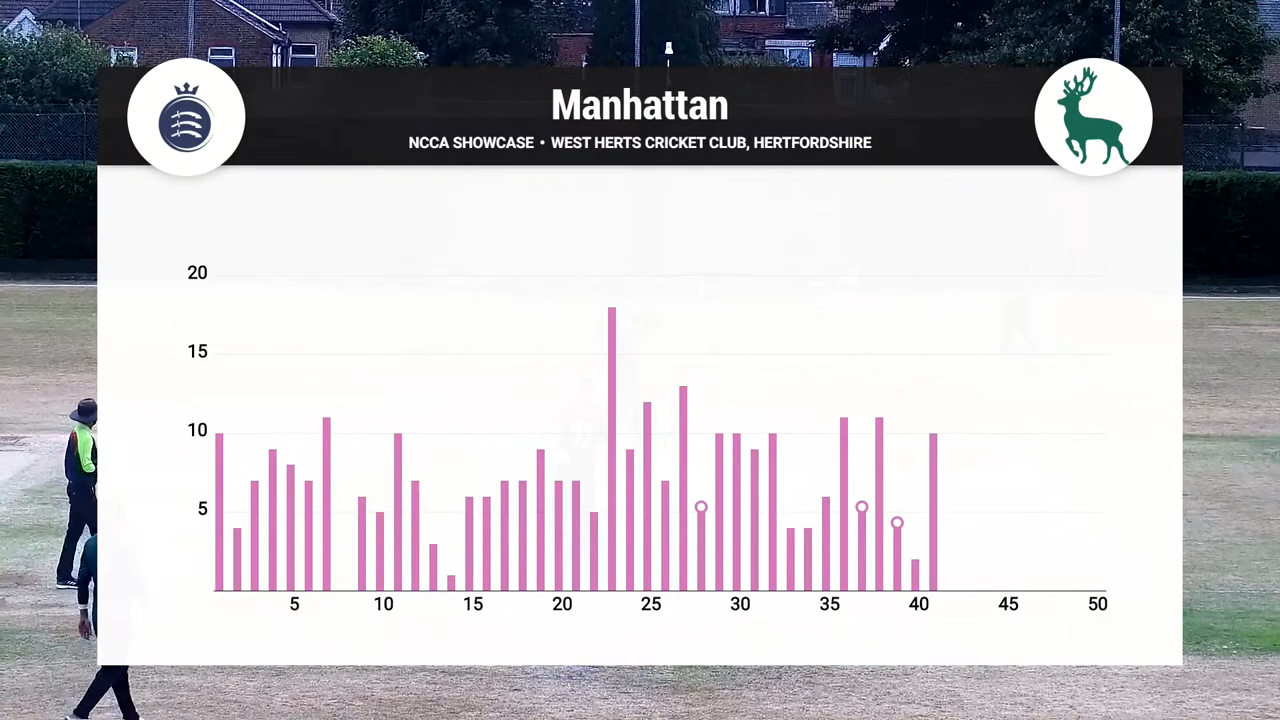 Manhattan
NCCA SHOWCASE • WEST HERTS CRICKET CLUB, HERTFORDSHIRE
20
15
10
5
5 10 15 20 25 30 35 40 45 50